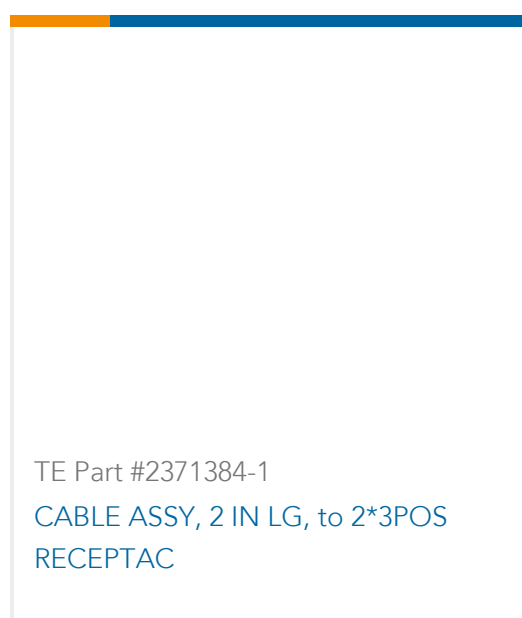 TE Part #2371384-1
CABLE ASSY, 2 IN LG, to 2*3POS
RECEPTAC